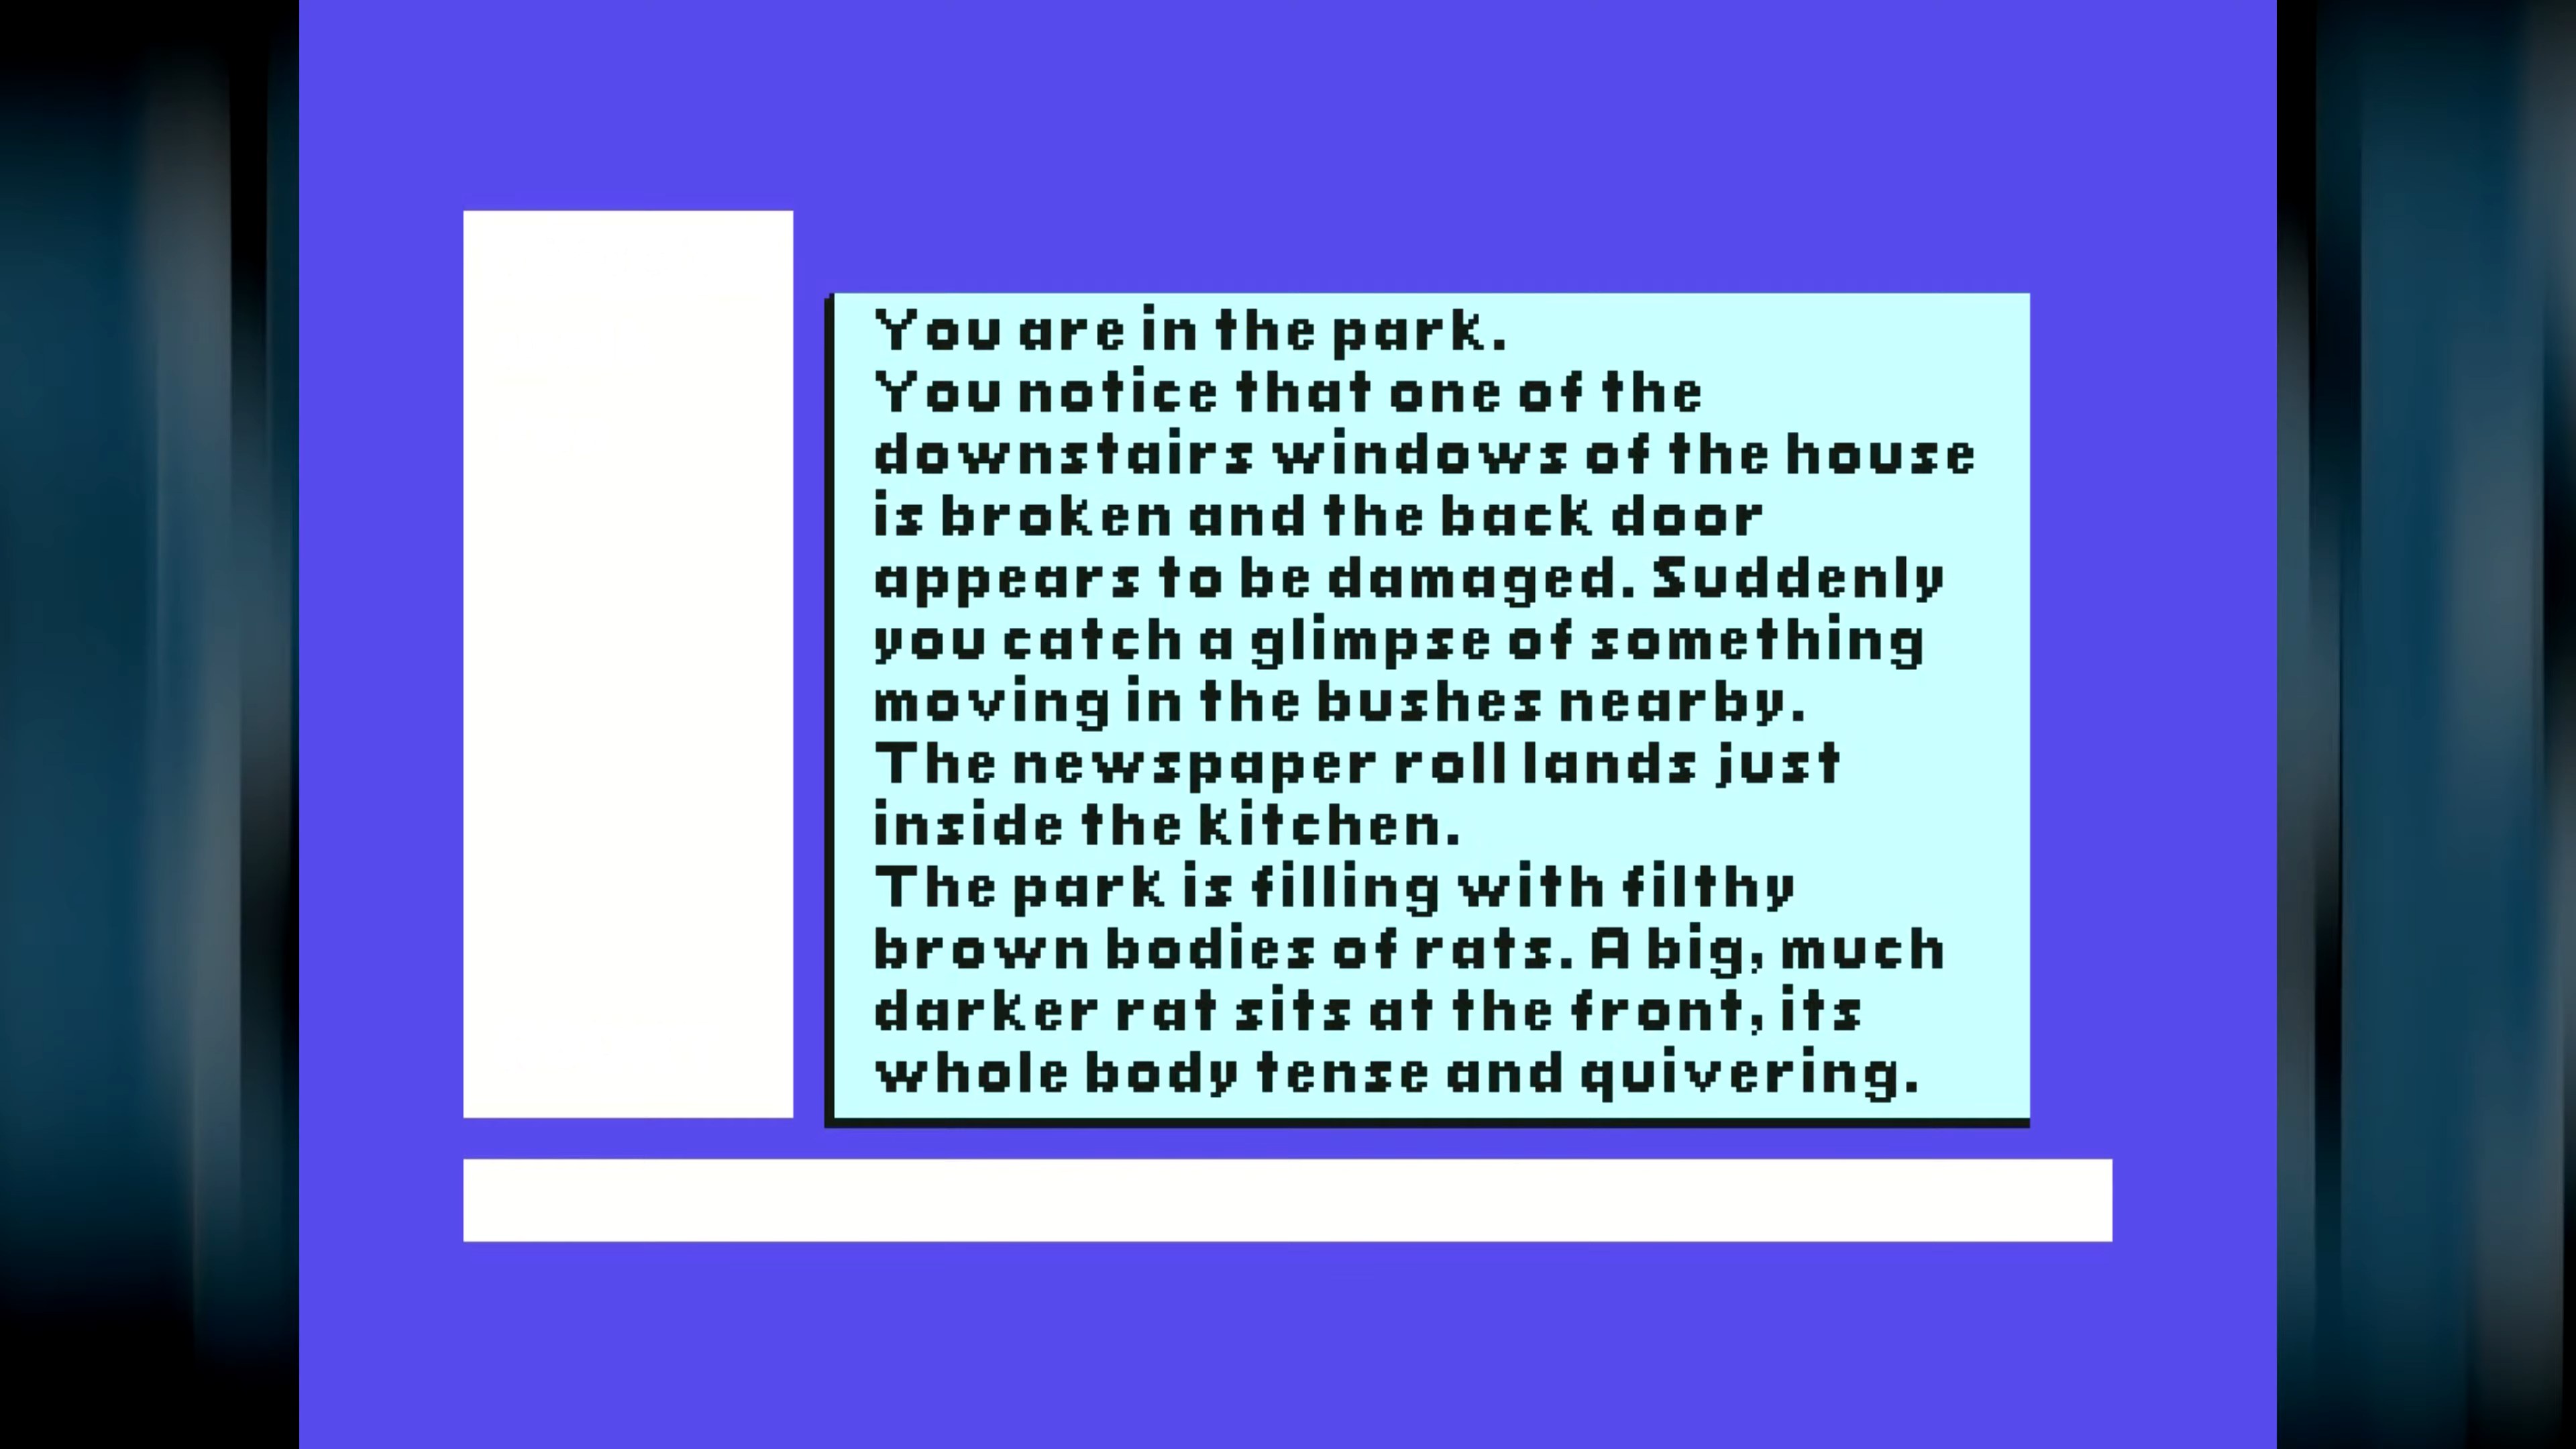 You are in the park.
You notice that one of the
downstairs windows of the house
is broken and the back door
appears to be damaged. Suddenly
you catch a glimpse of something
moving in the bushes nearby.
The newspaper roll lands just
inside the kitchen.
The park is filling with filthy
brown bodies of rats. A big, much
darker rat sits at the front, its
whole body tense and quivering.